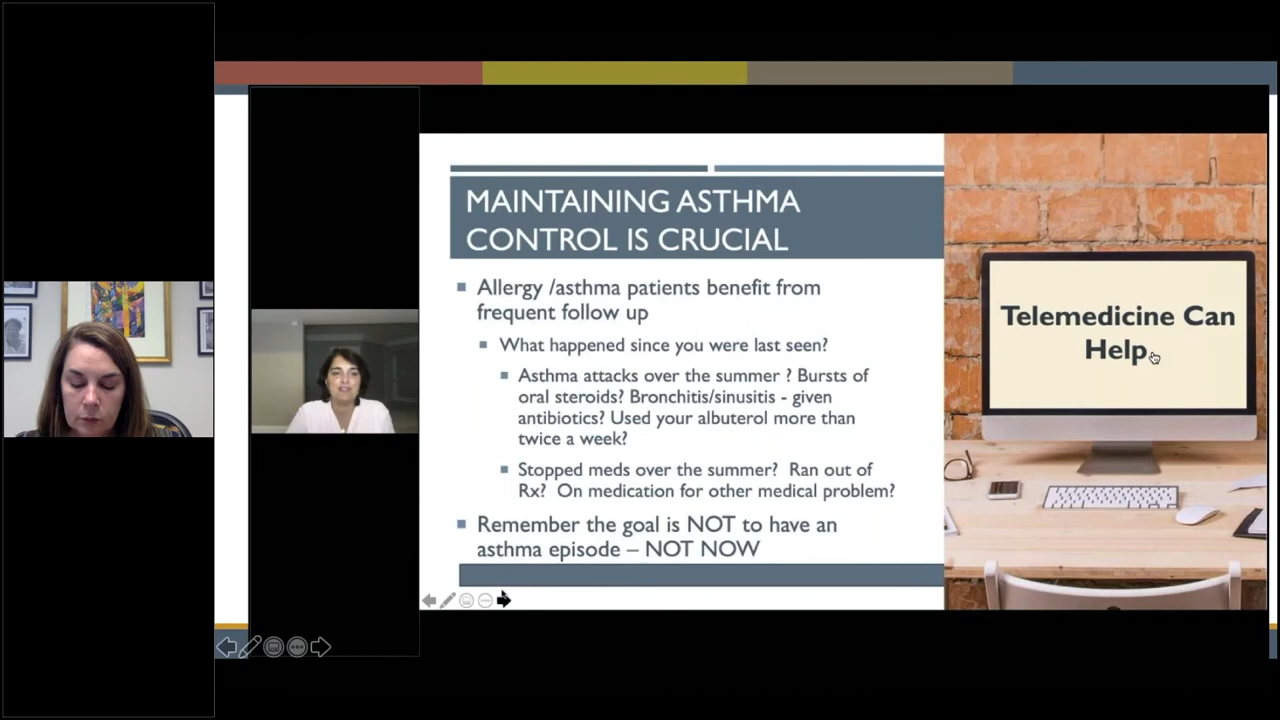 MAINTAINING ASTHMA
CONTROL IS CRUCIAL
Allergy /asthma patients benefit from
frequent follow up
What happened since you were last seen?
Asthma attacks over the summer ? Bursts of
oral steroids? Bronchitis/sinusitis - given
antibiotics? Used your albuterol more than
twice a week?
Stopped meds over the summer? Ran out of
Rx? On medication for other medical problem?
Remember the goal is NOT to have an
asthma episode – NOT NOW
Telemedicine Can
Help